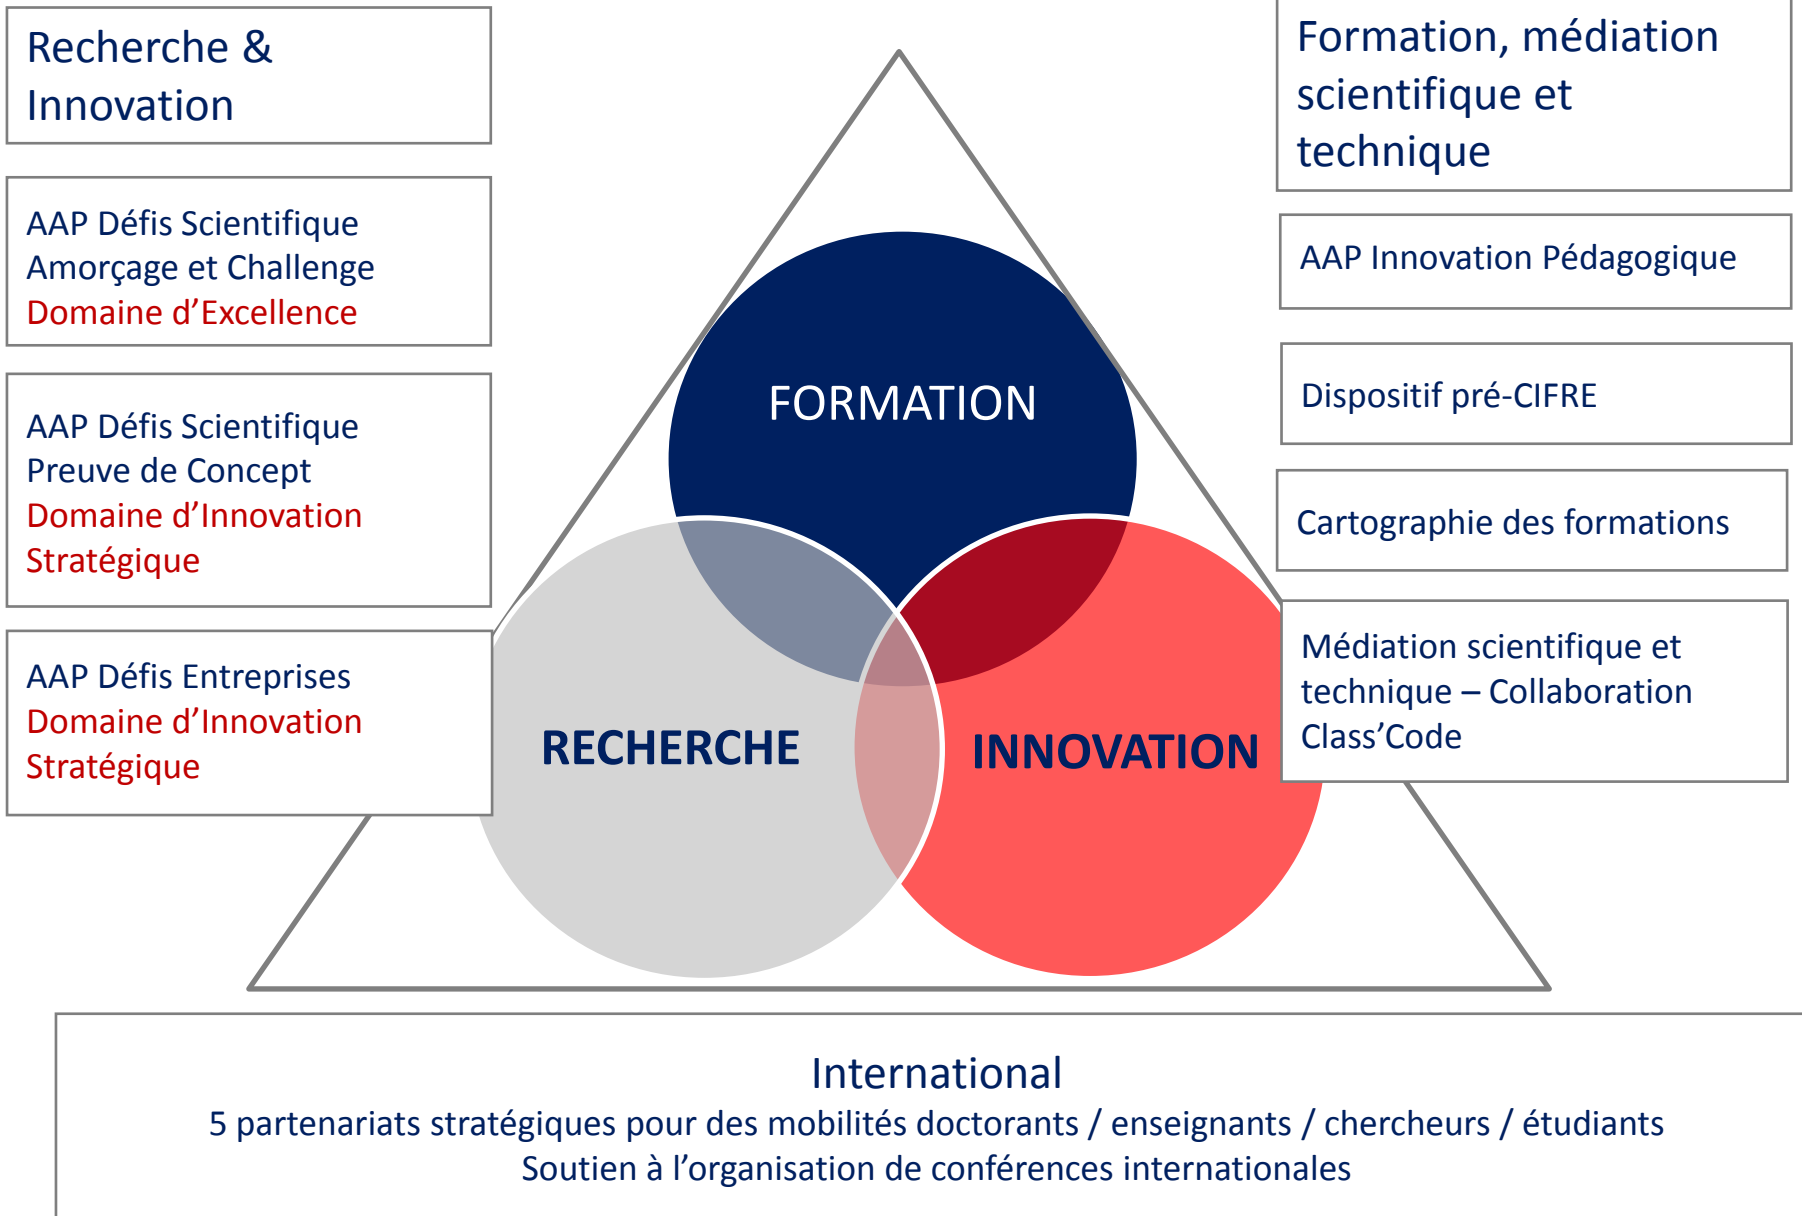 Recherche &
Innovation
AAP Défis Scientifique
Amorçage et Challenge
Domaine d’Excellence
AAP Défis Scientifique
Preuve de Concept
Domaine d’Innovation
Stratégique
AAP Défis Entreprises
Domaine d’Innovation
Stratégique
FORMATION
RECHERCHE
INNOVATION
Formation, médiation
scientifique et
technique
AAP Innovation Pédagogique
Dispositif pré-CIFRE
Cartographie des formations
Médiation scientifique et
technique – Collaboration
Class’Code
International
5 partenariats stratégiques pour des mobilités doctorants / enseignants / chercheurs / étudiants
Soutien à l’organisation de conférences internationales